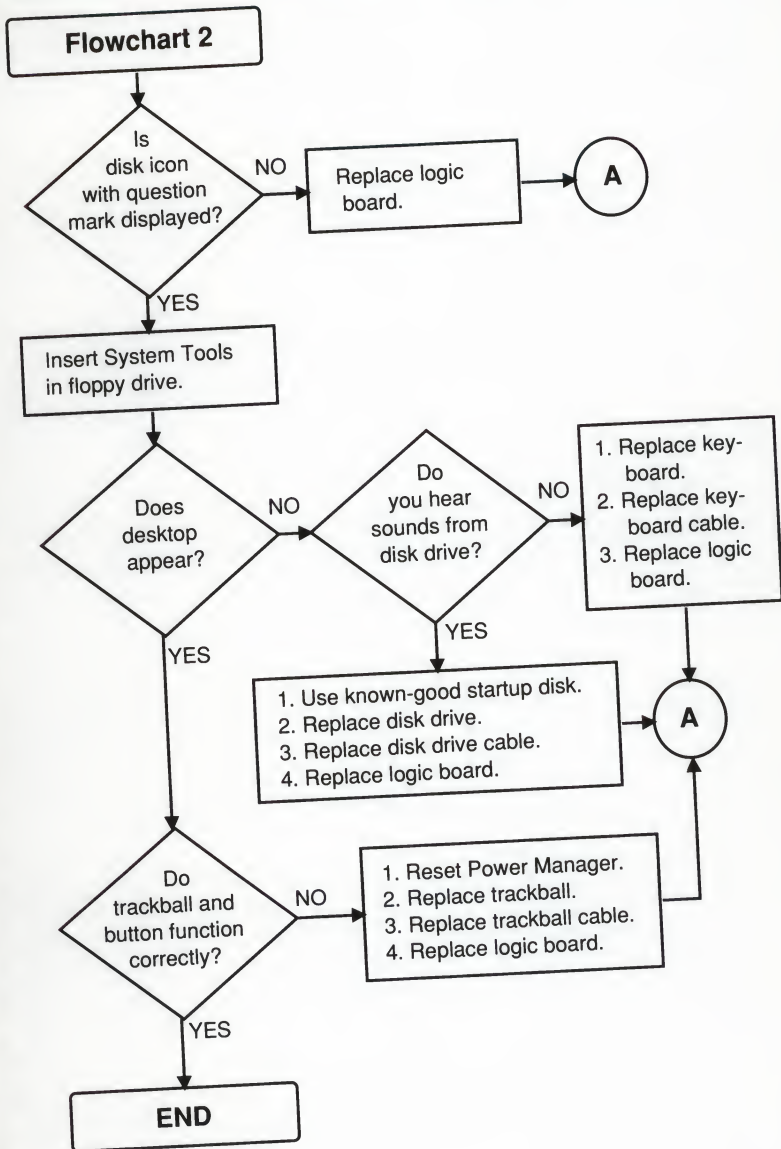 Flowchart 2
Is
disk icon
with question
mark displayed?
NO
Replace logic
board.
A
YES
Insert System Tools
in floppy drive.
Does
desktop
appear?
NO
Do
you hear
sounds from
disk drive?
NO
1. Replace key-
board.
2. Replace key-
board cable.
3. Replace logic
board.
YES
YES
1. Use known-good startup disk.
2. Replace disk drive.
3. Replace disk drive cable.
4. Replace logic board.
A
Do
trackball and
button function
correctly?
NO
1. Reset Power Manager.
2. Replace trackball.
3. Replace trackball cable.
4. Replace logic board.
YES
END